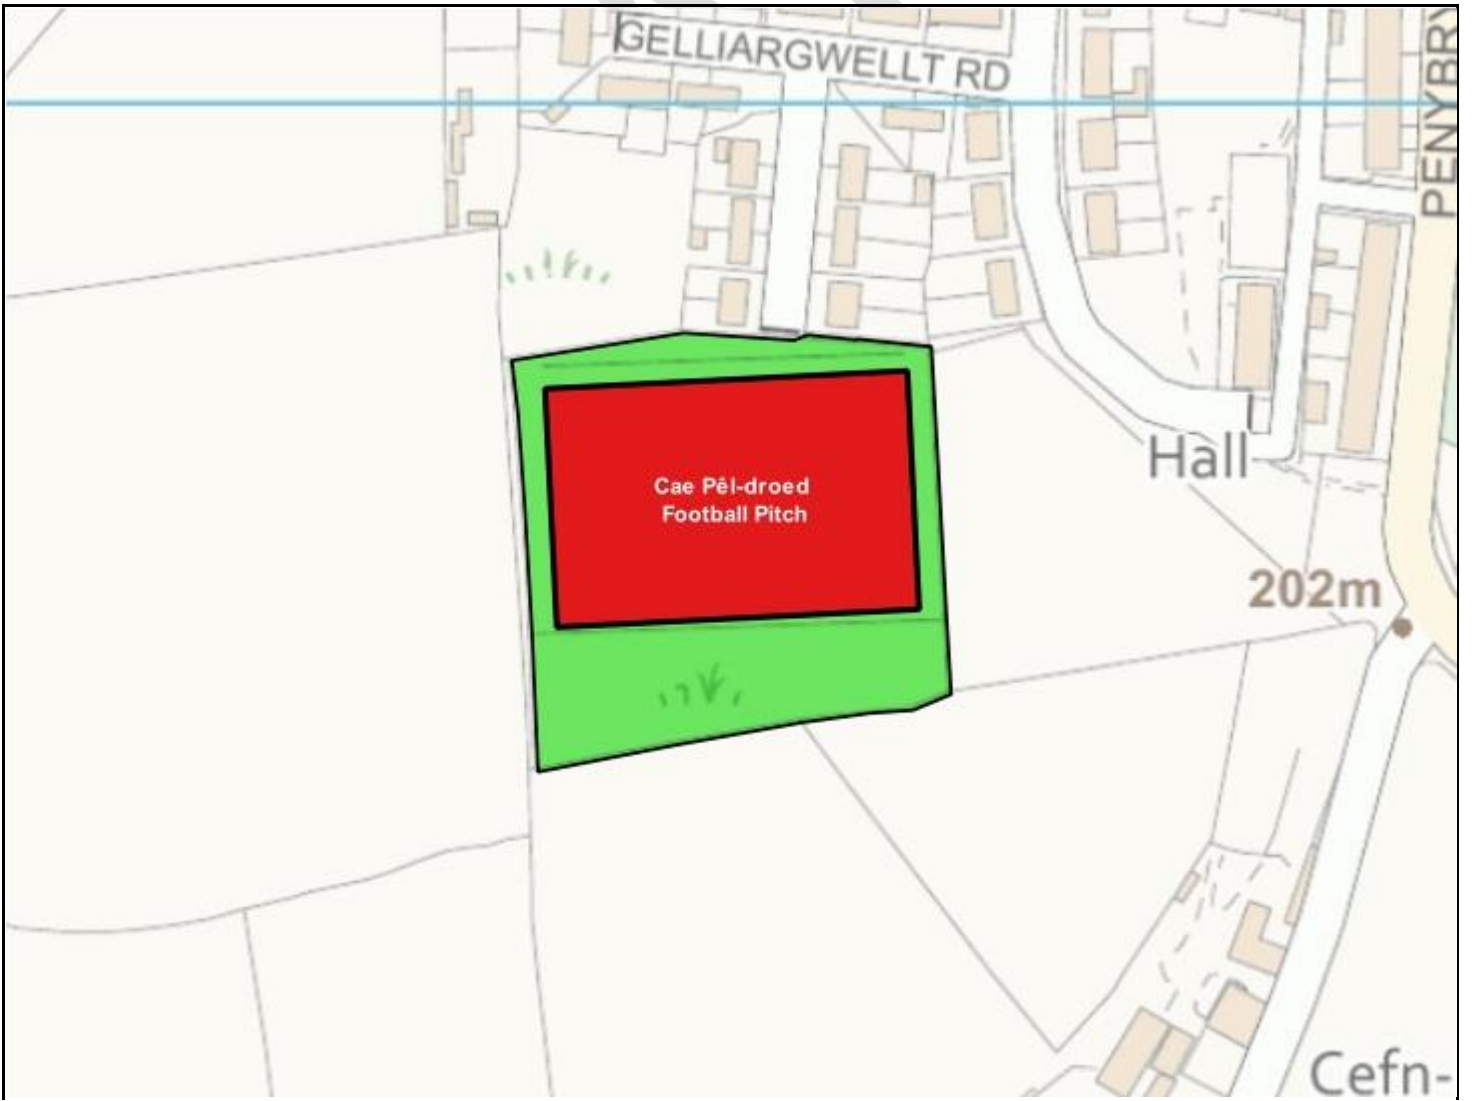 GELLIARGWELLT RD
PENYBRY
Cae Pêl-droed
Football Pitch
Hall
202m
Cefn-